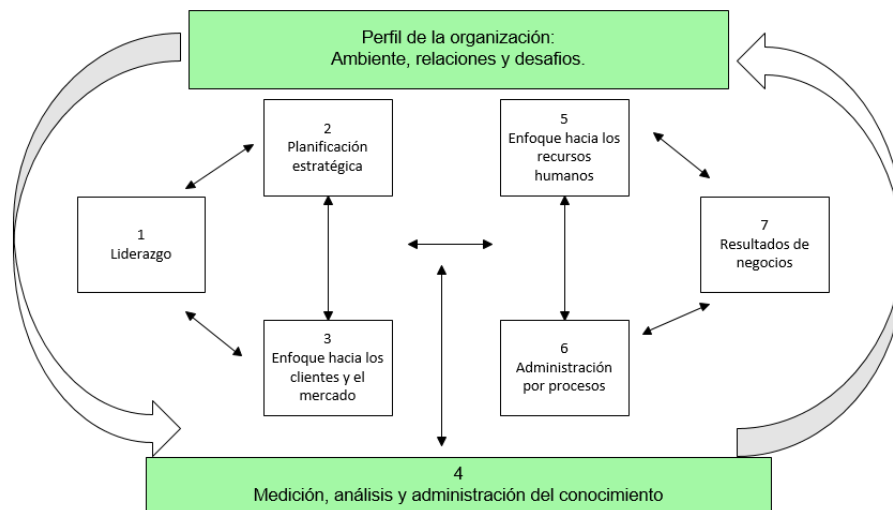 Perfil de la organización:
Ambiente, relaciones y desafios.
2
Planificación
estratégica
5
Enfoque hacia los
recursos
humanos
1
Liderazgo
7
Resultados de
negocios
3
Enfoque hacia los
clientes y el
mercado
6
Administración
por procesos
4
Medición, análisis y administración del conocimiento